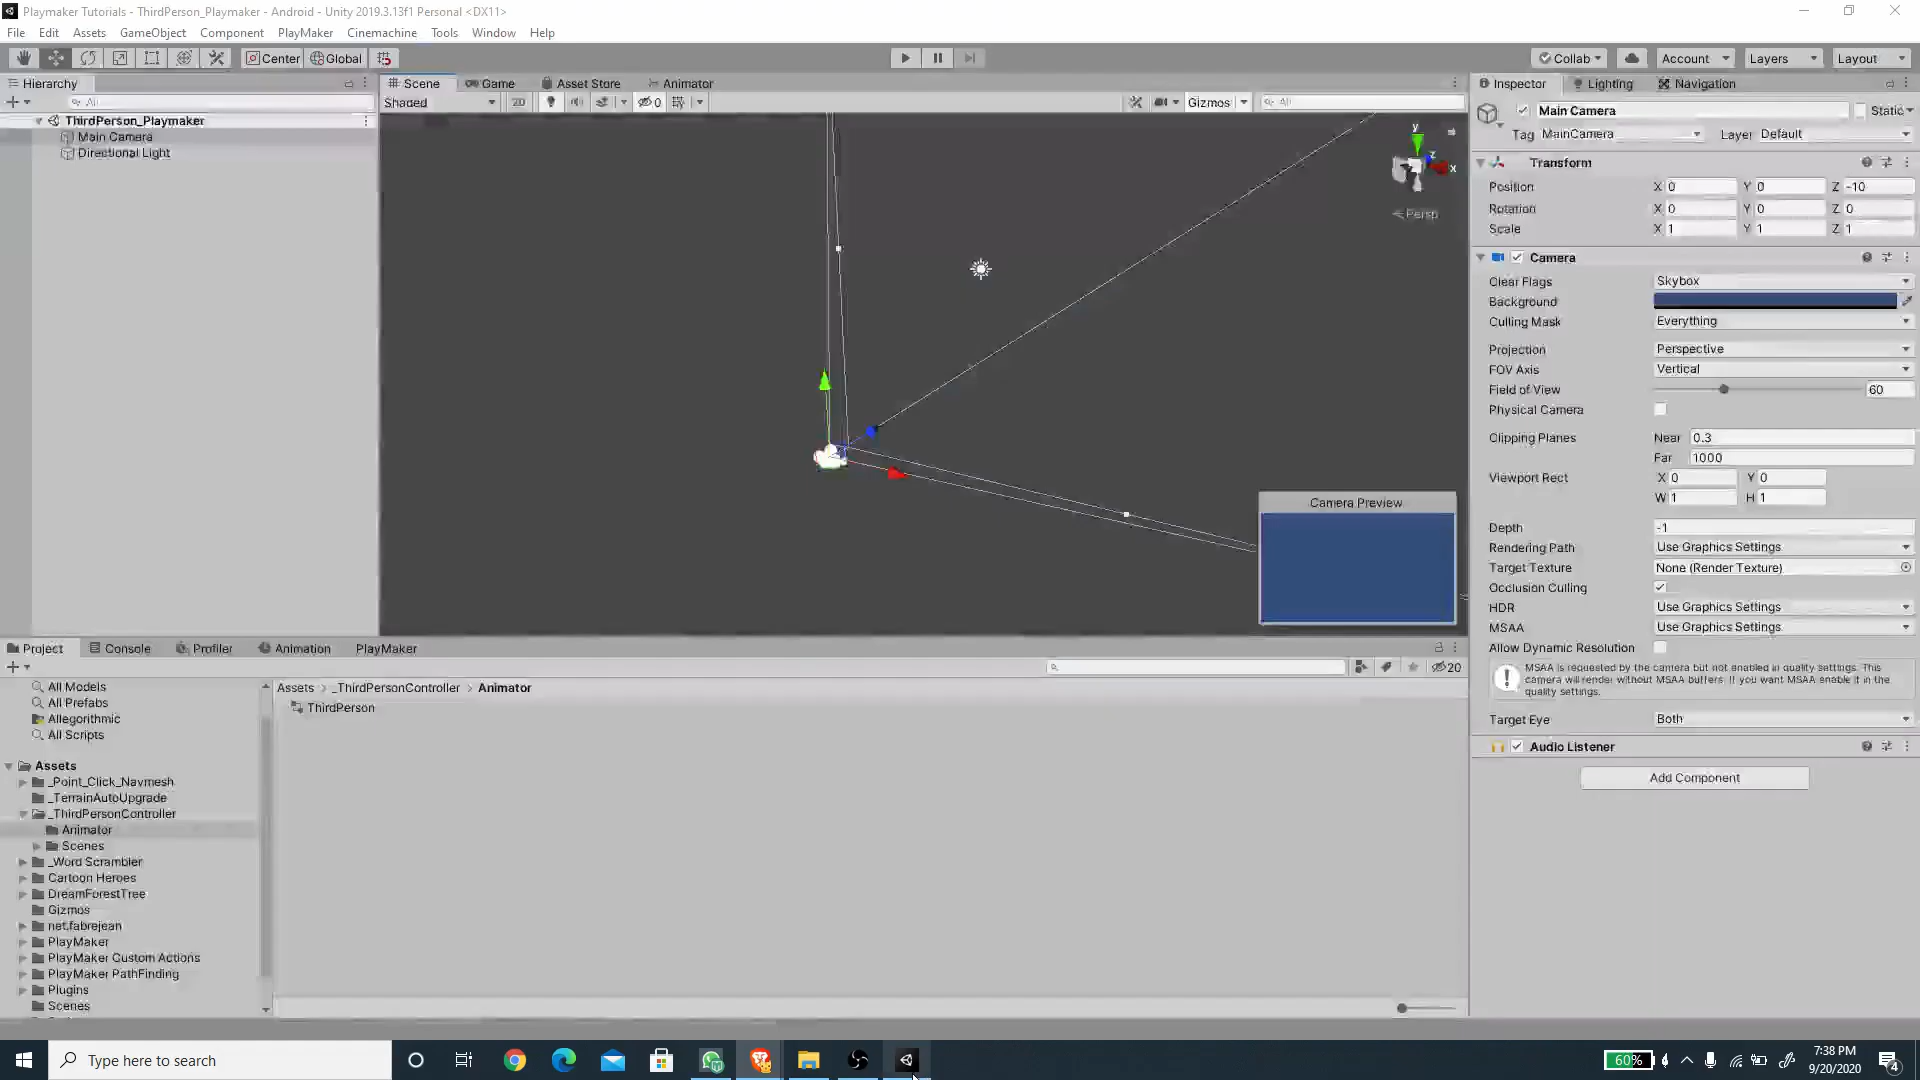 Playmaker Tutorials - ThirdPerson_Playmaker - Android - Unity 2019.3.13f1 Personal <DX11>
File Edit Assets GameObject Component PlayMaker Cinemachine Tools Window Help
Center Global Collab Account Layers Layout
Hierarchy
All
ThirdPerson_Playmaker
Main Camera
Directional Light
Scene Game Asset Store Animator
Shaded 2D 0 Gizmos All
y
z
x
Persp
Camera Preview
Inspector Lighting Navigation
Main Camera Static
Tag MainCamera Layer Default
Transform
Position X 0 Y 0 Z -10
Rotation X 0 Y 0 Z 0
Scale X 1 Y 1 Z 1
Camera
Clear Flags Skybox
Background
Culling Mask Everything
Projection Perspective
FOV Axis Vertical
Field of View 60
Physical Camera
Clipping Planes Near 0.3
Far 1000
Viewport Rect X 0 Y 0
W 1 H 1
Depth -1
Rendering Path Use Graphics Settings
Target Texture None (Render Texture)
Occlusion Culling
HDR Use Graphics Settings
MSAA Use Graphics Settings
Allow Dynamic Resolution
MSAA is requested by the camera but not enabled in quality settings. This
camera will render without MSAA buffers. If you want MSAA enable it in the
quality settings.
Target Eye Both
Audio Listener
Add Component
Project Console Profiler Animation PlayMaker
20
All Models
All Prefabs
Allegorithmic
All Scripts
Assets
_Point_Click_Navmesh
_TerrainAutoUpgrade
_ThirdPersonController
Animator
Scenes
_Word Scrambler
Cartoon Heroes
DreamForestTree
Gizmos
net.fabrejean
PlayMaker
PlayMaker Custom Actions
PlayMaker PathFinding
Plugins
Scenes
Assets > _ThirdPersonController > Animator
ThirdPerson
Type here to search
60%
7:38 PM
9/20/2020
4